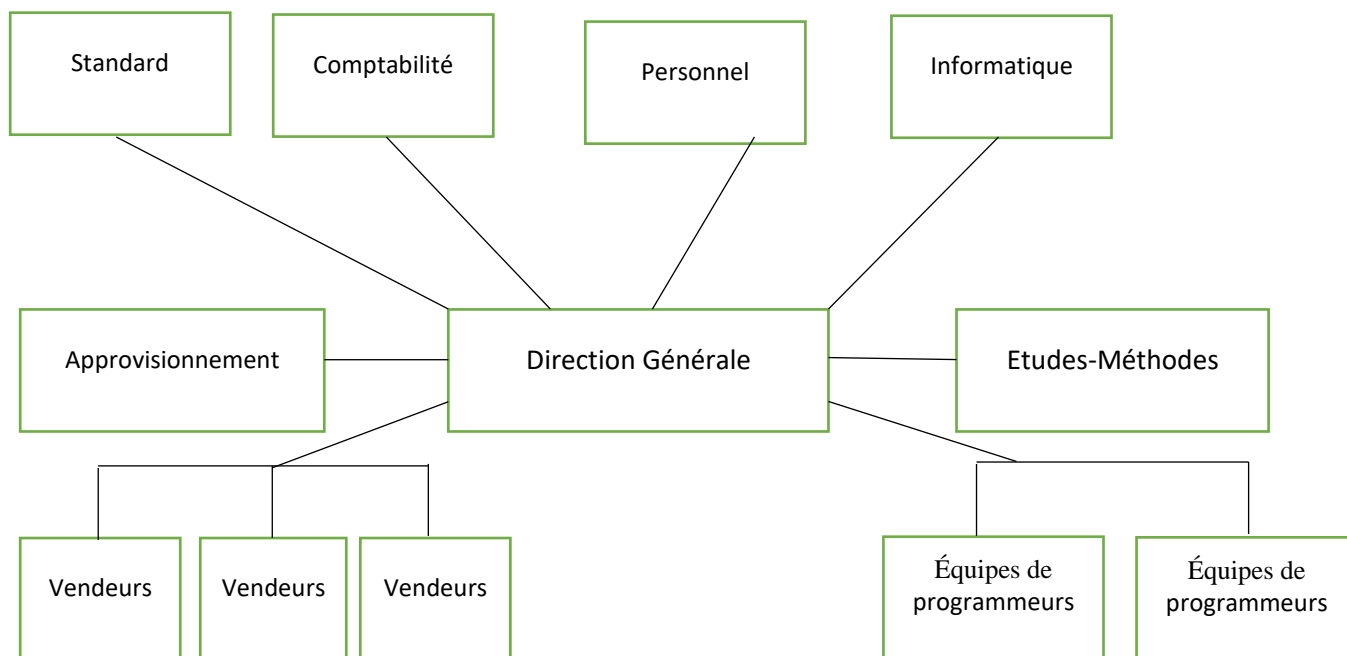 Standard
Comptabilité
Personnel
Informatique
Approvisionnement
Direction Générale
Etudes-Méthodes
Vendeurs
Vendeurs
Vendeurs
Équipes de
programmeurs
Équipes de
programmeurs